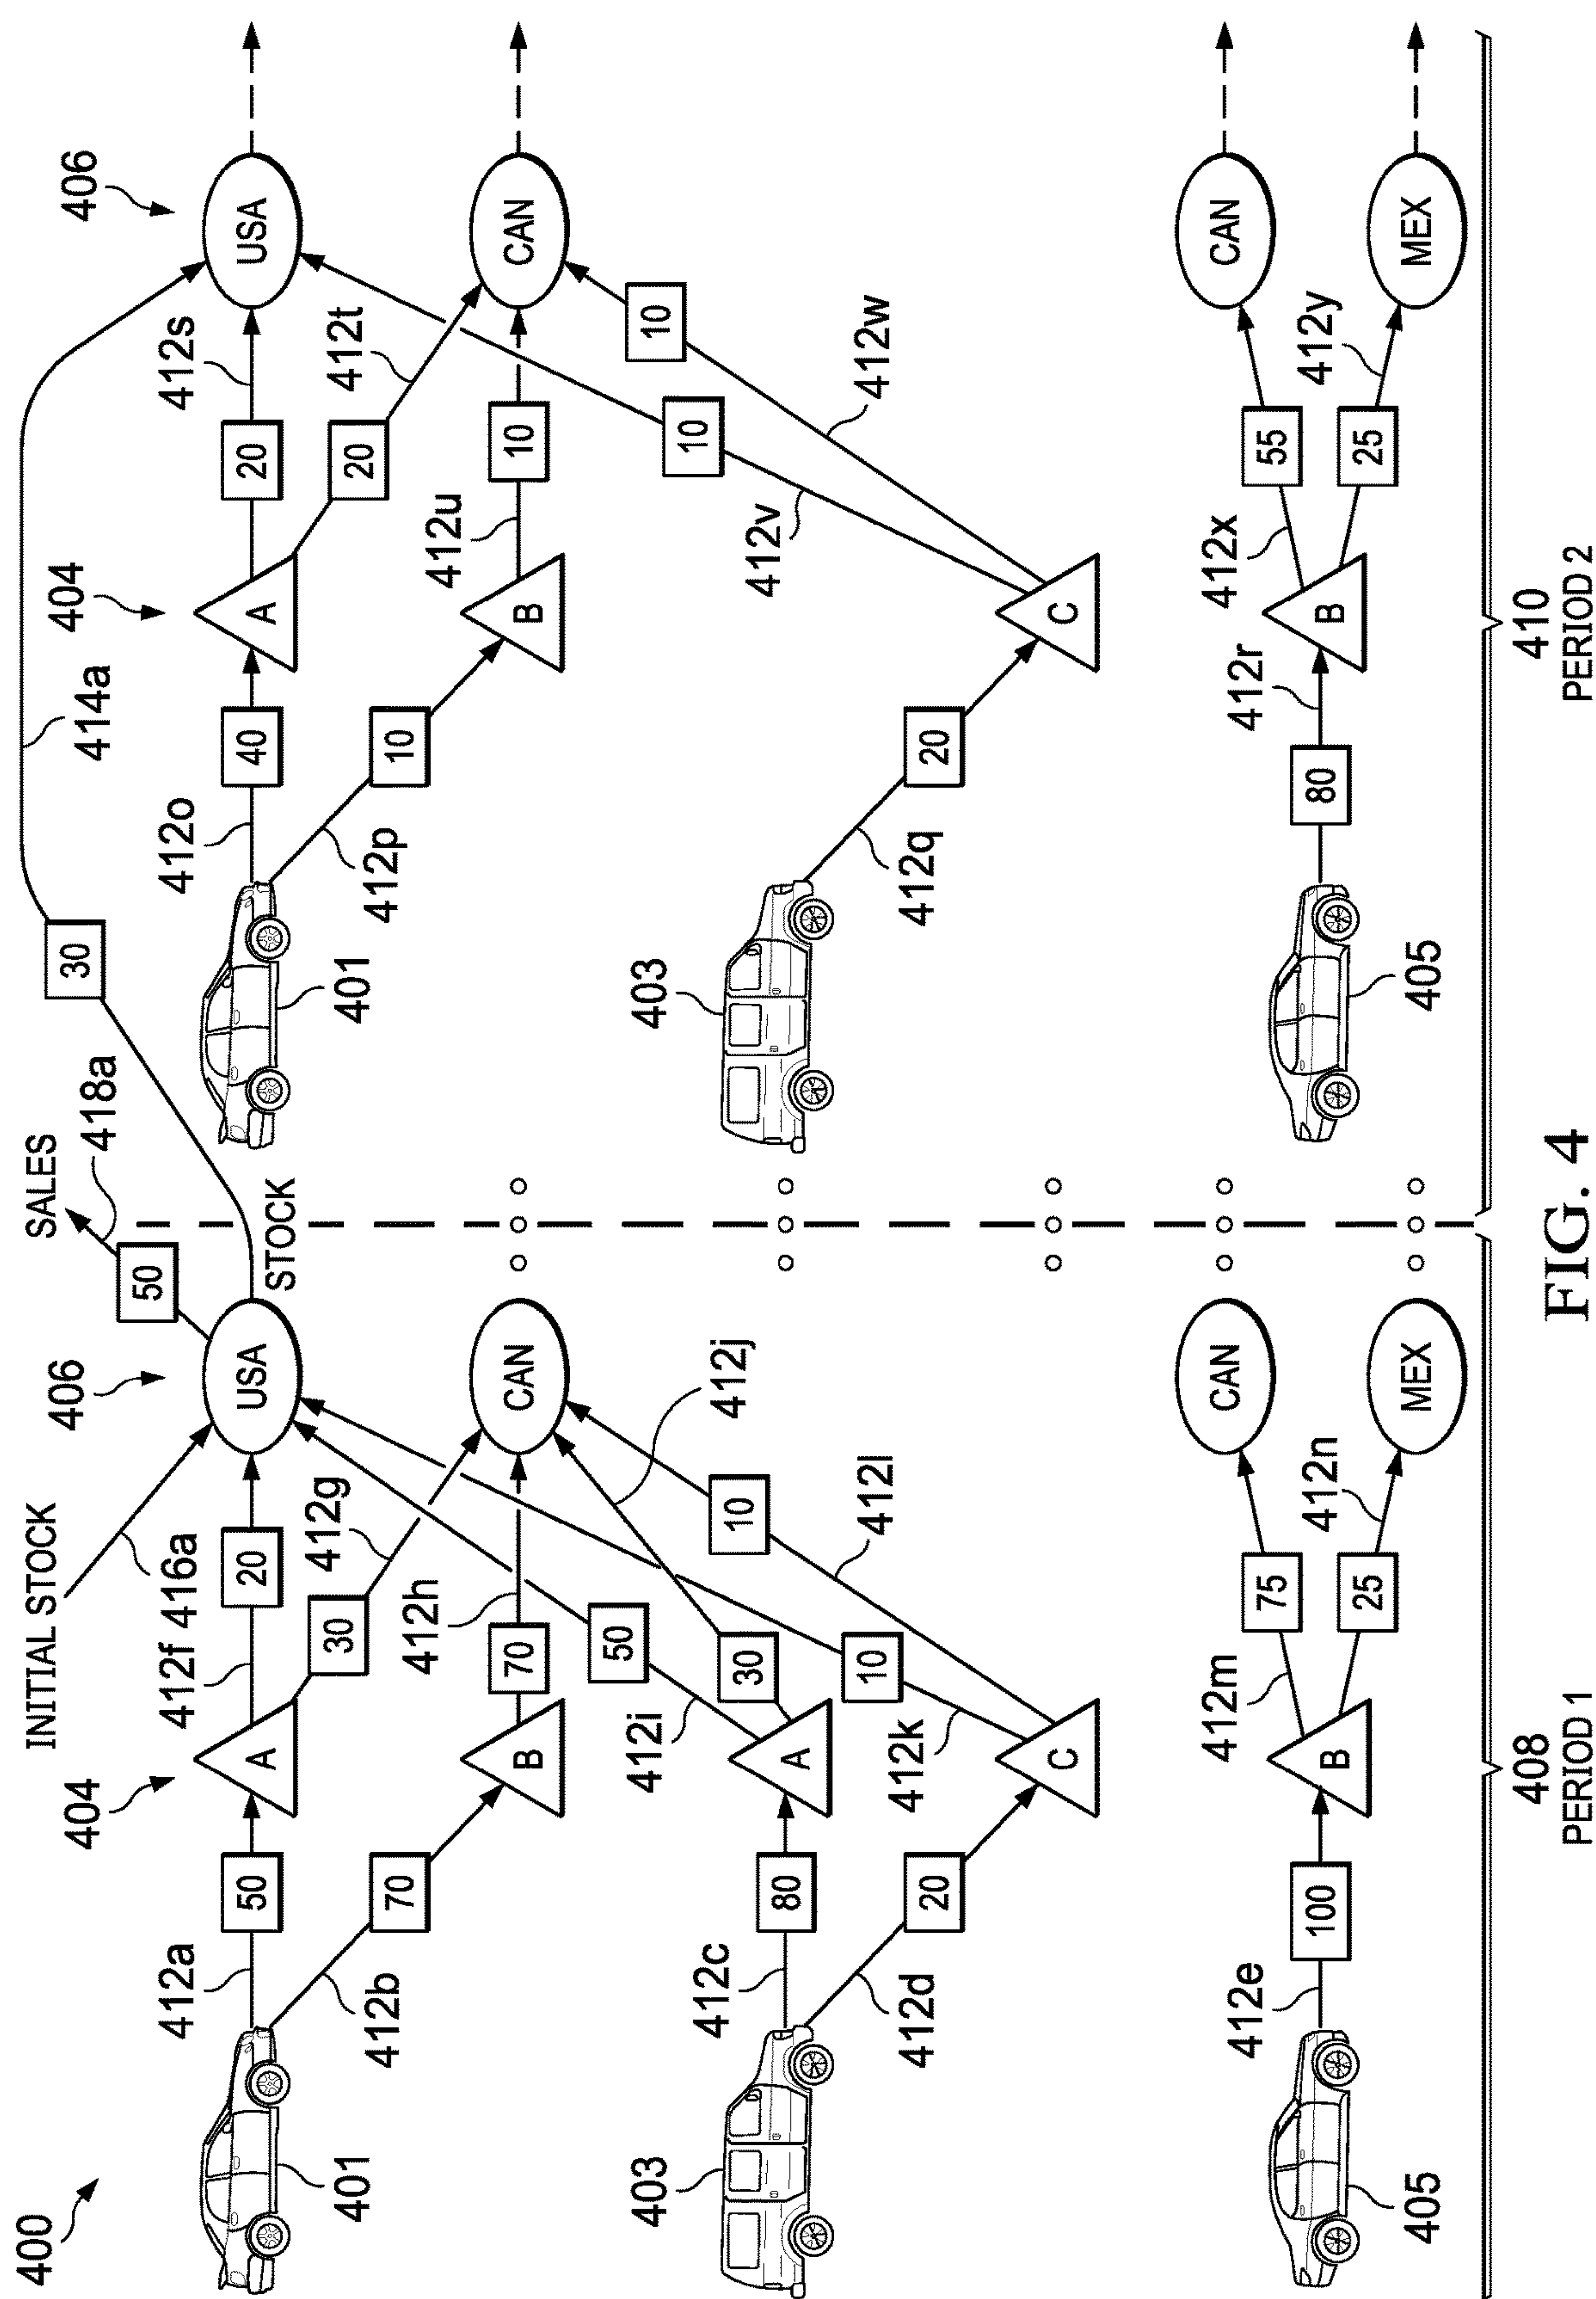 400
INITIAL STOCK
SALES
418a
414a
404
406
404
406
416a
412a
50
A
412f
20
USA
50
STOCK
30
401
412o
40
A
412s
20
USA
401
412b
70
B
30
412g
412h
70
CAN
412p
10
B
20
412t
412u
10
CAN
403
412c
80
A
412i
50
30
412j
403
412d
20
C
412k
10
10
412l
412q
20
C
412v
10
10
412w
405
412e
100
B
412m
75
CAN
25
412n
MEX
405
80
412r
B
412x
55
CAN
25
412y
MEX
408
PERIOD 1
410
PERIOD 2
FIG. 4